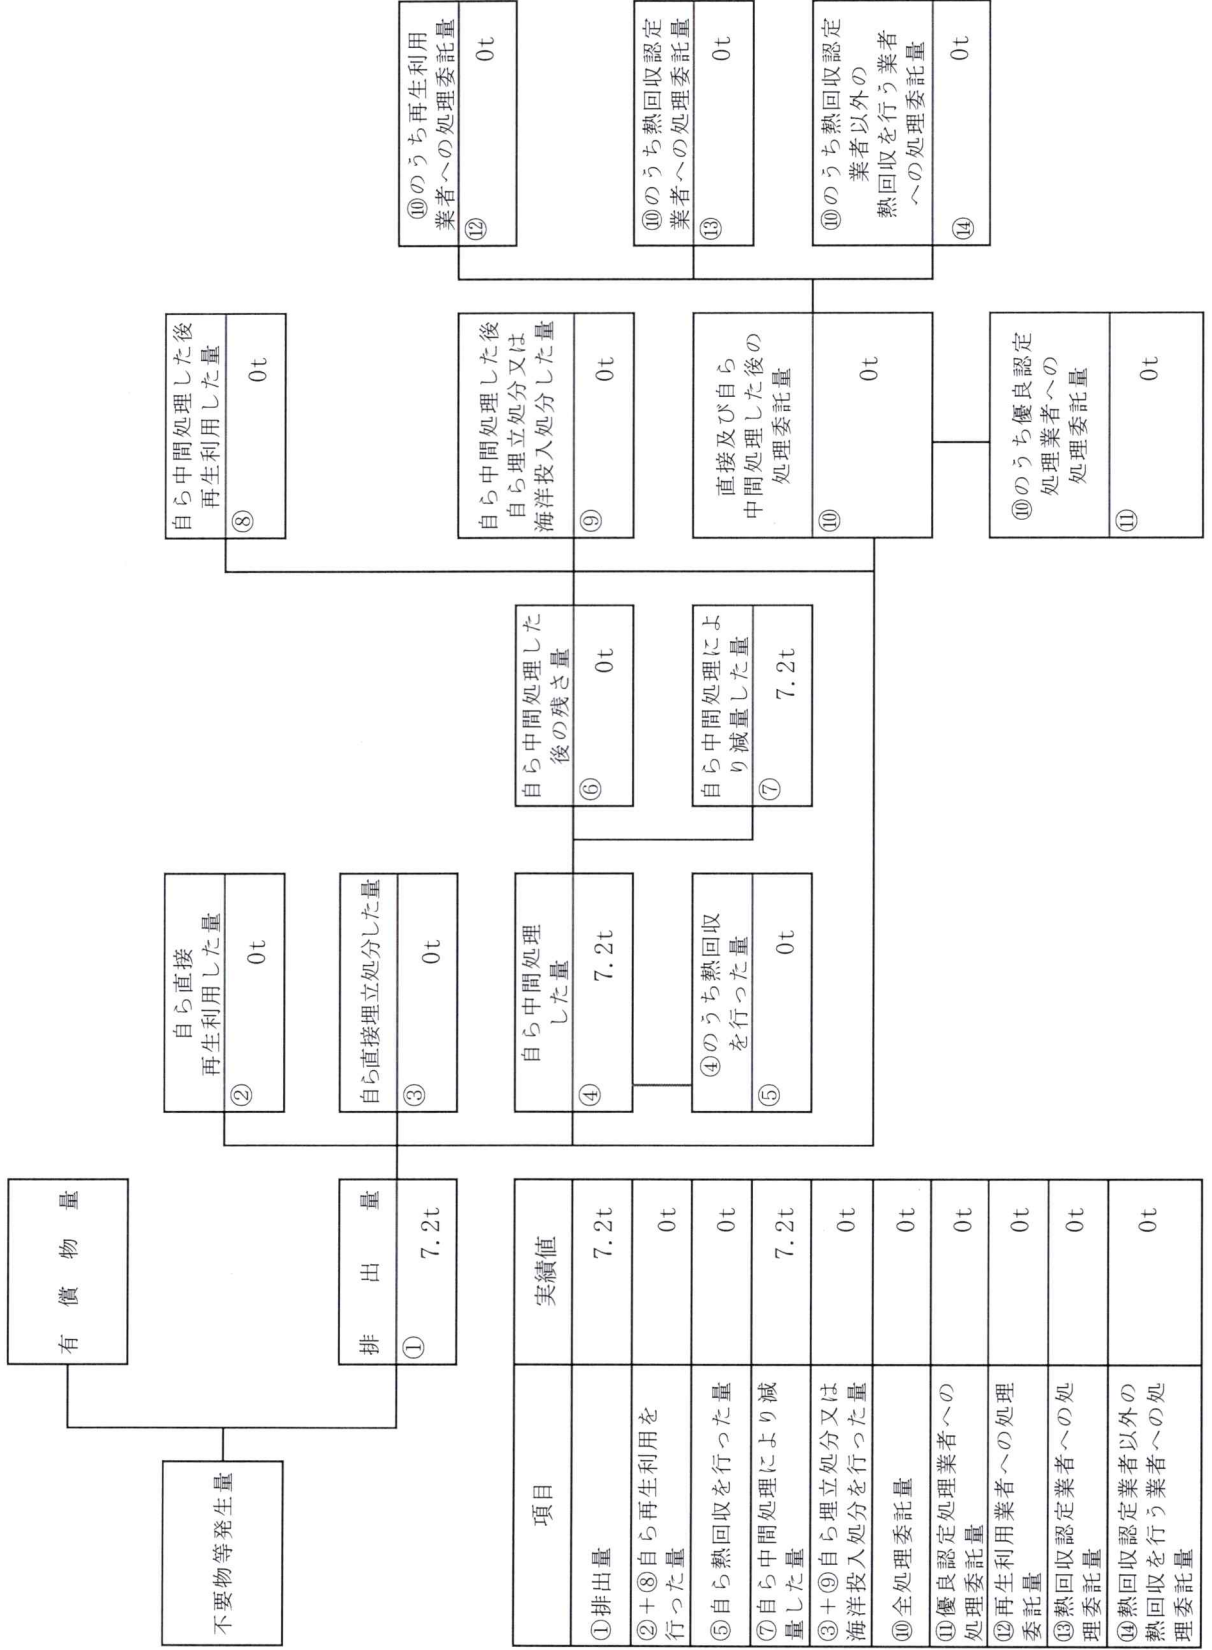 不要物等発生量
有償物量
排出量
①
7.2t
自ら直接
再生利用した量
②
0t
自ら直接埋立処分した量
③
0t
自ら中間処理
した量
④
7.2t
④のうち熱回収
を行った量
⑤
0t
自ら中間処理した
後の残さ量
⑥
0t
自ら中間処理によ
り減量した量
⑦
7.2t
自ら中間処理した後
再生利用した量
⑧
0t
自ら中間処理した後
自ら埋立処分又は
海洋投入処分した量
⑨
0t
直接及び自ら
中間処理した後の
処理委託量
⑩
0t
⑩のうち優良認定
処理業者への
処理委託量
⑪
0t
⑩のうち再生利用
業者への処理委託量
⑫
0t
⑩のうち熱回収認定
業者への処理委託量
⑬
0t
⑩のうち熱回収認定
業者以外の
熱回収を行う業者
への処理委託量
⑭
0t
項目 実績値
①排出量 7.2t
②＋⑧自ら再生利用を
行った量 0t
⑤自ら熱回収を行った量 0t
⑦自ら中間処理により減
量した量 7.2t
③＋⑨自ら埋立処分又は
海洋投入処分を行った量 0t
⑩全処理委託量 0t
⑪優良認定処理業者への
処理委託量 0t
⑫再生利用業者への処理
委託量 0t
⑬熱回収認定業者への処
理委託量 0t
⑭熱回収認定業者以外の
熱回収を行う業者への処
理委託量 0t